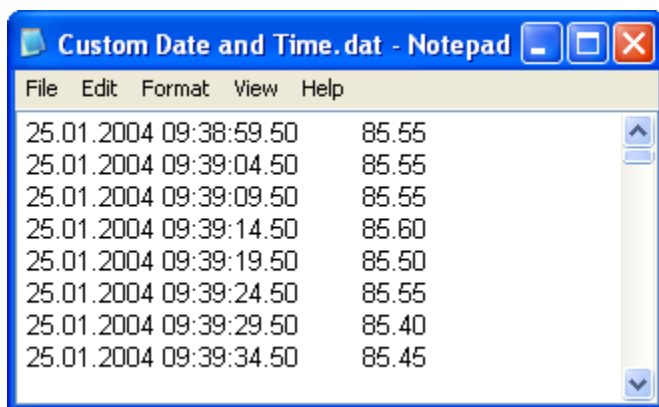 Custom Date and Time.dat - Notepad
File Edit Format View Help
25.01.2004 09:38:59.50 85.55
25.01.2004 09:39:04.50 85.55
25.01.2004 09:39:09.50 85.55
25.01.2004 09:39:14.50 85.60
25.01.2004 09:39:19.50 85.50
25.01.2004 09:39:24.50 85.55
25.01.2004 09:39:29.50 85.40
25.01.2004 09:39:34.50 85.45